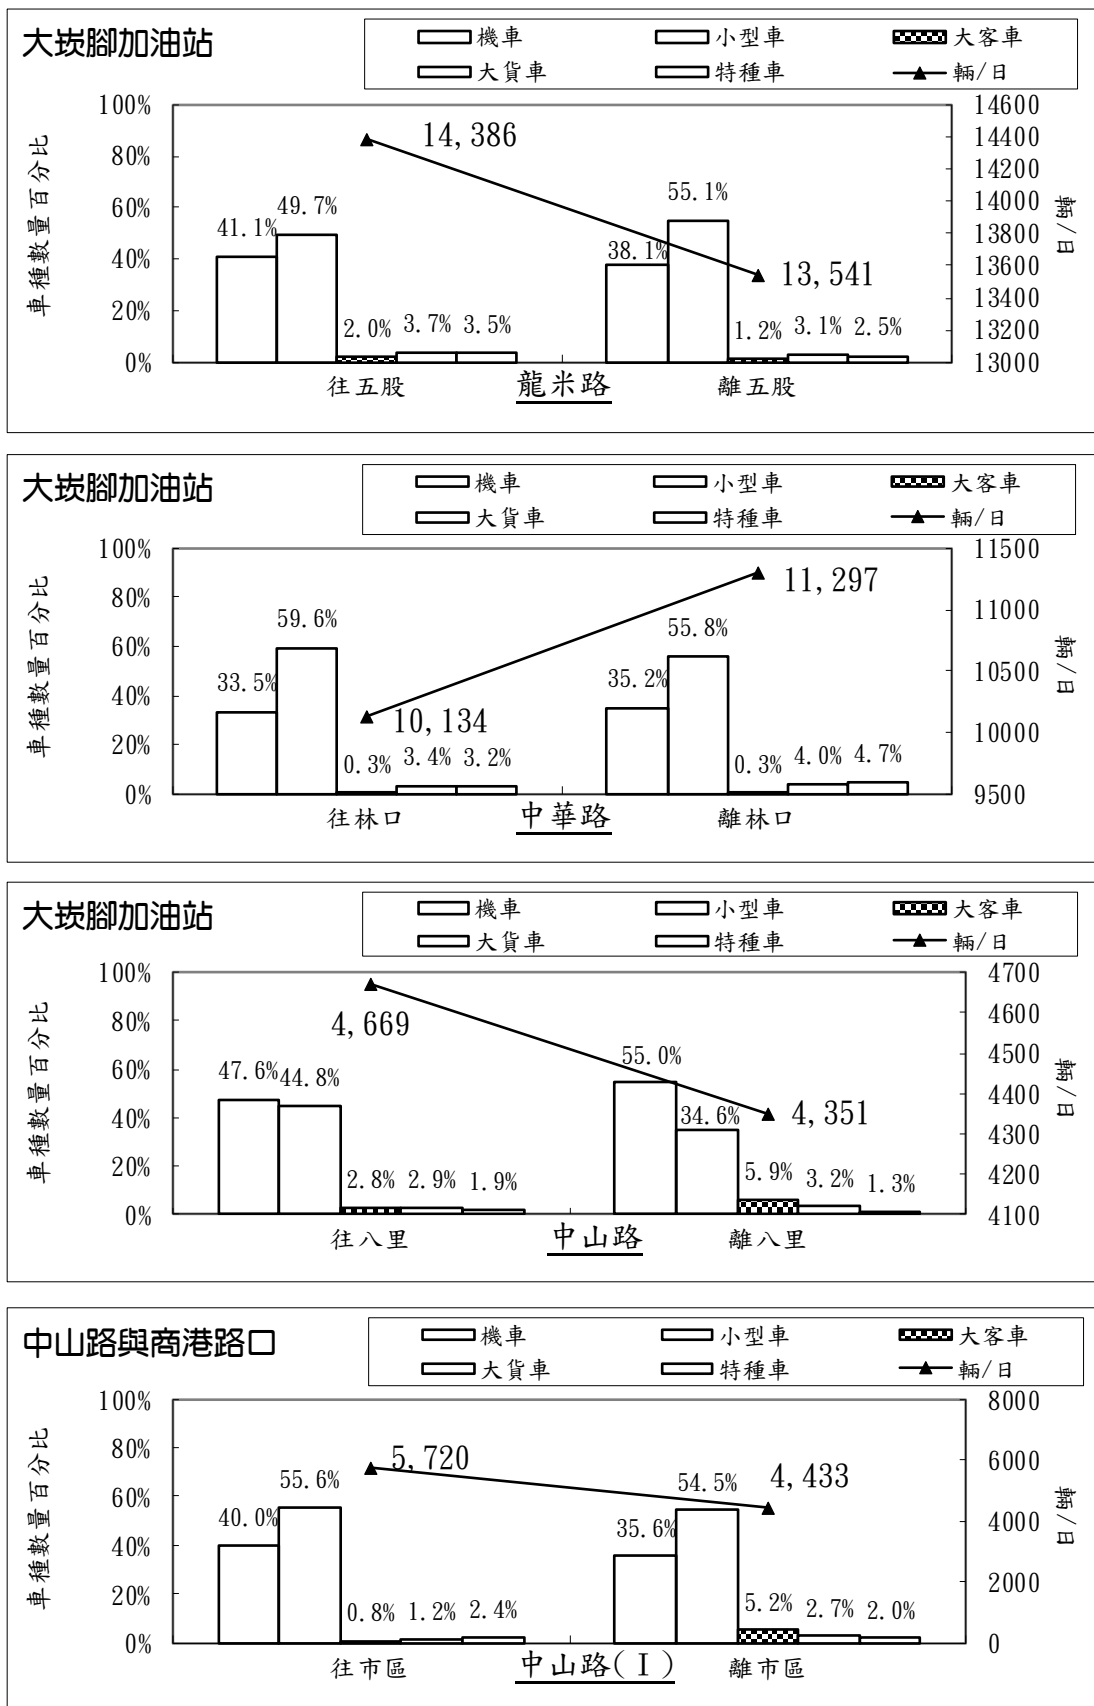 大崁腳加油站
機車 小型車 大客車
大貨車 特種車 輛/日
車種數量百分比
輛/日
100% 14600
14400
80% 14200
14000
60% 13800
40% 13600
13400
20% 13200
0% 13000
14,386
13,541
41.1% 49.7% 2.0% 3.7% 3.5%
38.1% 55.1% 1.2% 3.1% 2.5%
往五股 龍米路 離五股
大崁腳加油站
機車 小型車 大客車
大貨車 特種車 輛/日
車種數量百分比
輛/日
100% 11500
80% 11000
60% 10500
40% 10000
20%
0% 9500
10,134
11,297
33.5% 59.6% 0.3% 3.4% 3.2%
35.2% 55.8% 0.3% 4.0% 4.7%
往林口 中華路 離林口
大崁腳加油站
機車 小型車 大客車
大貨車 特種車 輛/日
車種數量百分比
輛/日
100% 4700
4600
80% 4500
60% 4400
40% 4300
20% 4200
0% 4100
4,669
4,351
47.6% 44.8% 2.8% 2.9% 1.9%
55.0% 34.6% 5.9% 3.2% 1.3%
往八里 中山路 離八里
中山路與商港路口
機車 小型車 大客車
大貨車 特種車 輛/日
車種數量百分比
輛/日
100% 8000
80% 6000
60%
40% 4000
20% 2000
0% 0
5,720
4,433
40.0% 55.6% 0.8% 1.2% 2.4%
35.6% 54.5% 5.2% 2.7% 2.0%
往市區 中山路(Ⅰ) 離市區